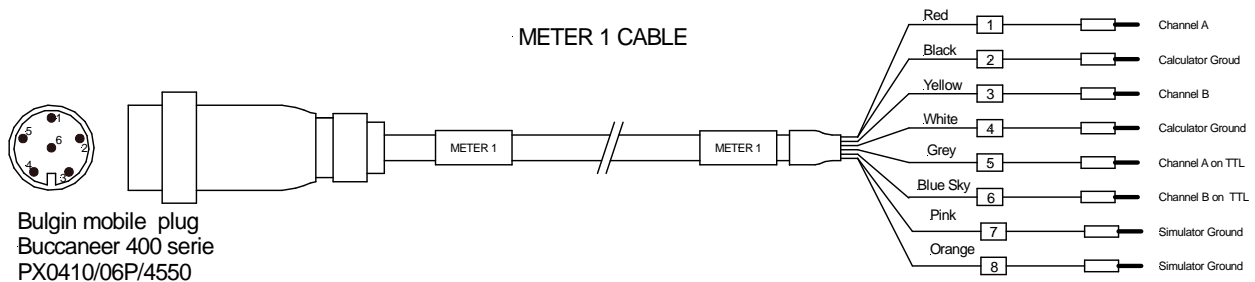 METER 1 CABLE
Red 1 Channel A
Black 2 Calculator Groud
Yellow 3 Channel B
White 4 Calculator Ground
Grey 5 Channel A on TTL
Blue Sky 6 Channel B on TTL
Pink 7 Simulator Ground
Orange 8 Simulator Ground
1
5
6
2
4
3
METER 1
METER 1
Bulgin mobile plug
Buccaneer 400 serie
PX0410/06P/4550